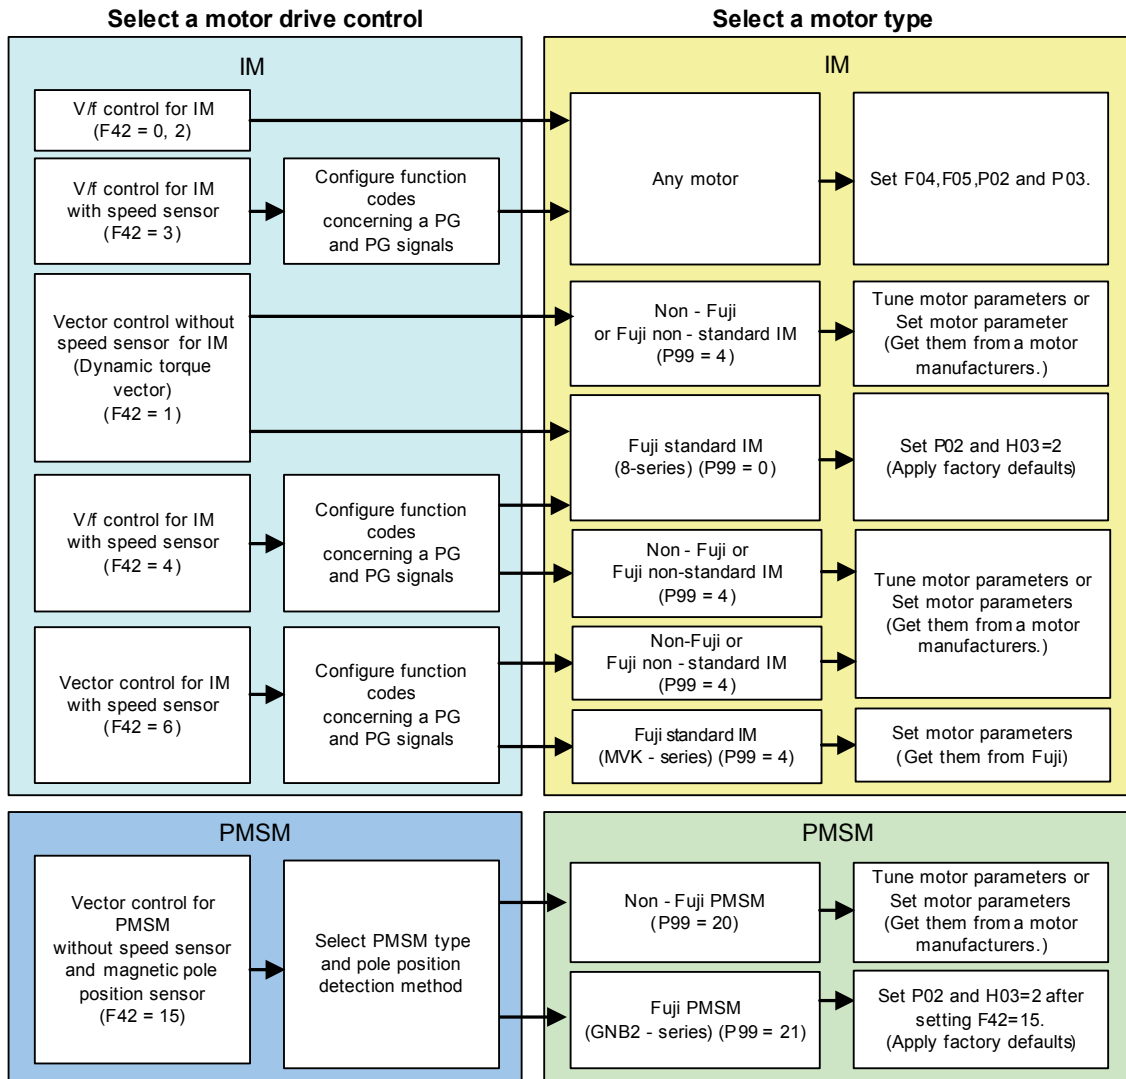 Select a motor drive control
Select a motor type
IM
V/f control for IM
(F42 = 0, 2)
V/f control for IM
with speed sensor
(F42 = 3)
Configure function
codes
concerning a PG
and PG signals
Vector control without
speed sensor for IM
(Dynamic torque
vector)
(F42 = 1)
V/f control for IM
with speed sensor
(F42 = 4)
Configure function
codes
concerning a PG
and PG signals
Vector control for IM
with speed sensor
(F42 = 6)
Configure function
codes
concerning a PG
and PG signals
IM
Any motor
Set F04,F05,P02 and P03.
Non - Fuji
or Fuji non - standard IM
(P99 = 4)
Tune motor parameters or
Set motor parameter
(Get them from a motor
manufacturers.)
Fuji standard IM
(8-series) (P99 = 0)
Set P02 and H03=2
(Apply factory defaults)
Non - Fuji or
Fuji non-standard IM
(P99 = 4)
Tune motor parameters or
Set motor parameters
(Get them from a motor
manufacturers.)
Non-Fuji or
Fuji non - standard IM
(P99 = 4)
Fuji standard IM
(MVK - series) (P99 = 4)
Set motor parameters
(Get them from Fuji)
PMSM
Vector control for
PMSM
without speed sensor
and magnetic pole
position sensor
(F42 = 15)
Select PMSM type
and pole position
detection method
PMSM
Non - Fuji PMSM
(P99 = 20)
Tune motor parameters or
Set motor parameters
(Get them from a motor
manufacturers.)
Fuji PMSM
(GNB2 - series) (P99 = 21)
Set P02 and H03=2 after
setting F42=15.
(Apply factory defaults)